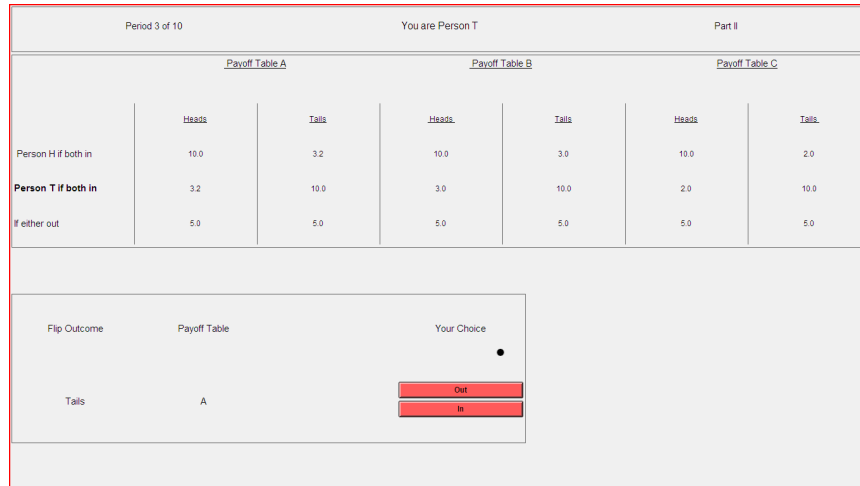 Period 3 of 10 You are Person T Part II
Payoff Table A Payoff Table B Payoff Table C
Heads Tails Heads Tails Heads Tails
Person H if both in 10.0 3.2 10.0 3.0 10.0 2.0
Person T if both in 3.2 10.0 3.0 10.0 2.0 10.0
If either out 5.0 5.0 5.0 5.0 5.0 5.0
Flip Outcome Payoff Table Your Choice
Out
Tails A
In